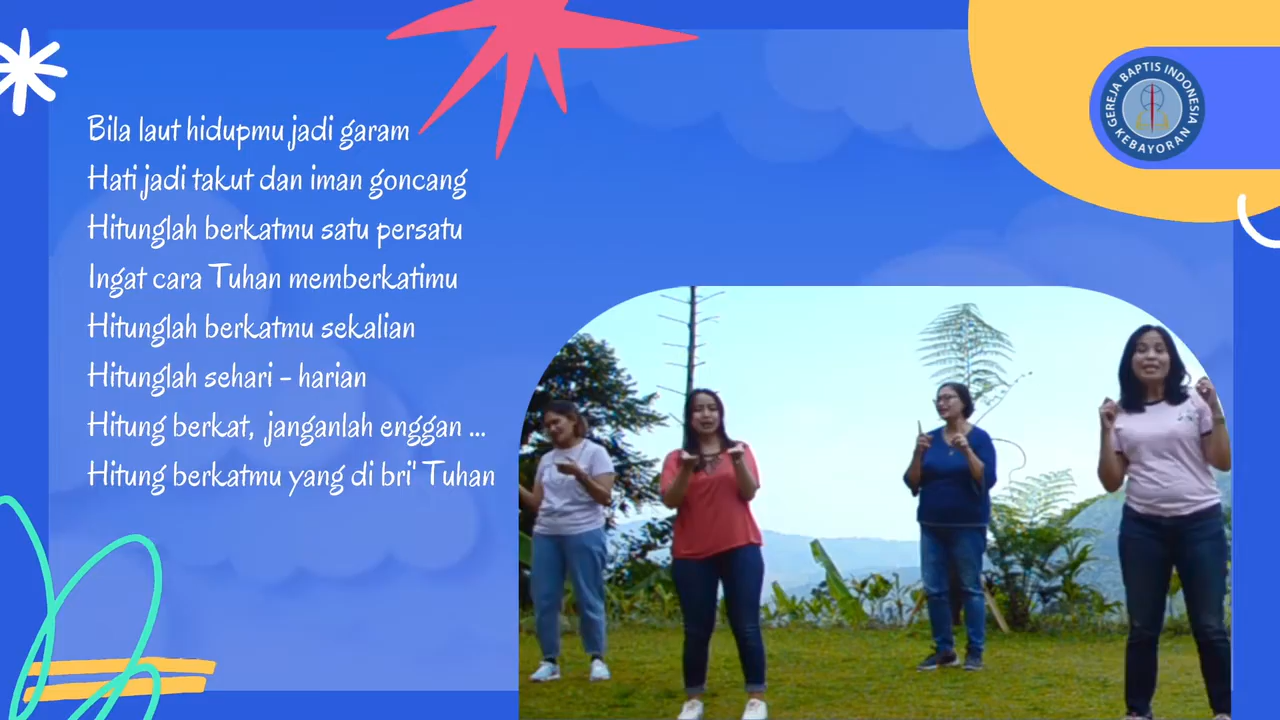 Bila laut hidupmu jadi garam
Hati jadi takut dan iman goncang
Hitunglah berkatmu satu persatu
Ingat cara Tuhan memberkatimu
Hitunglah berkatmu sekalian
Hitunglah sehari - harian
Hitung berkat, janganlah enggan ...
Hitung berkatmu yang di bri' Tuhan
GEREJA BAPTIS INDONESIA
KEBAYORAN